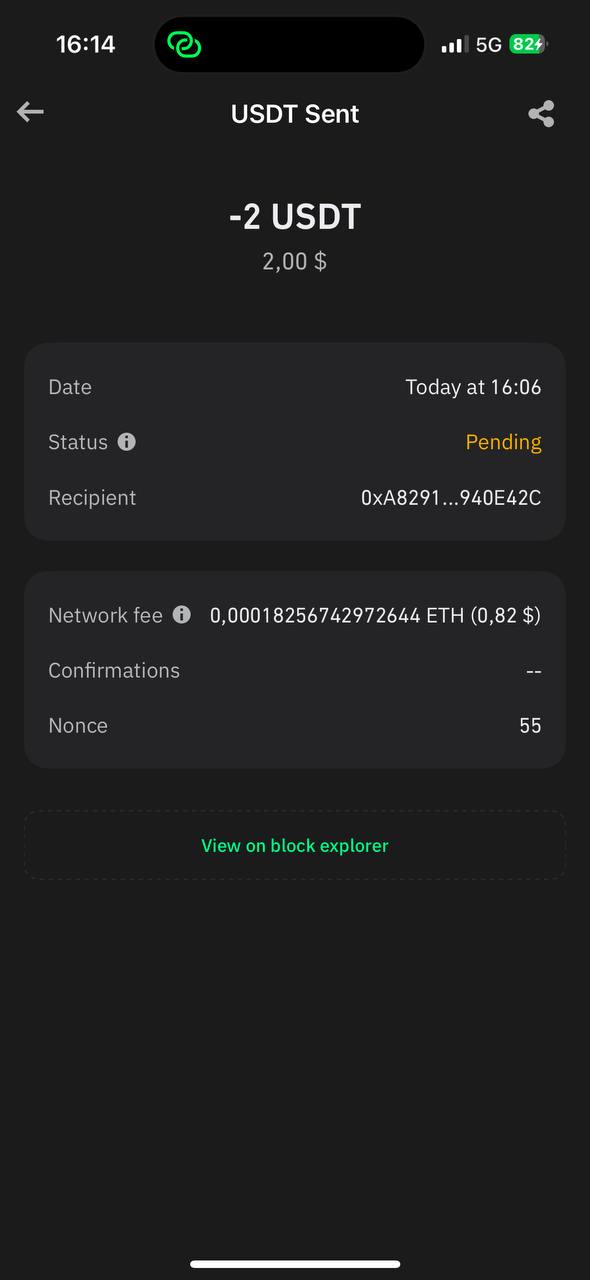 16:14
5G
82
USDT Sent
-2 USDT
2,00 $
Date Today at 16:06
Status Pending
Recipient 0xA8291...940E42C
Network fee 0,00018256742972644 ETH (0,82 $)
Confirmations --
Nonce 55
View on block explorer